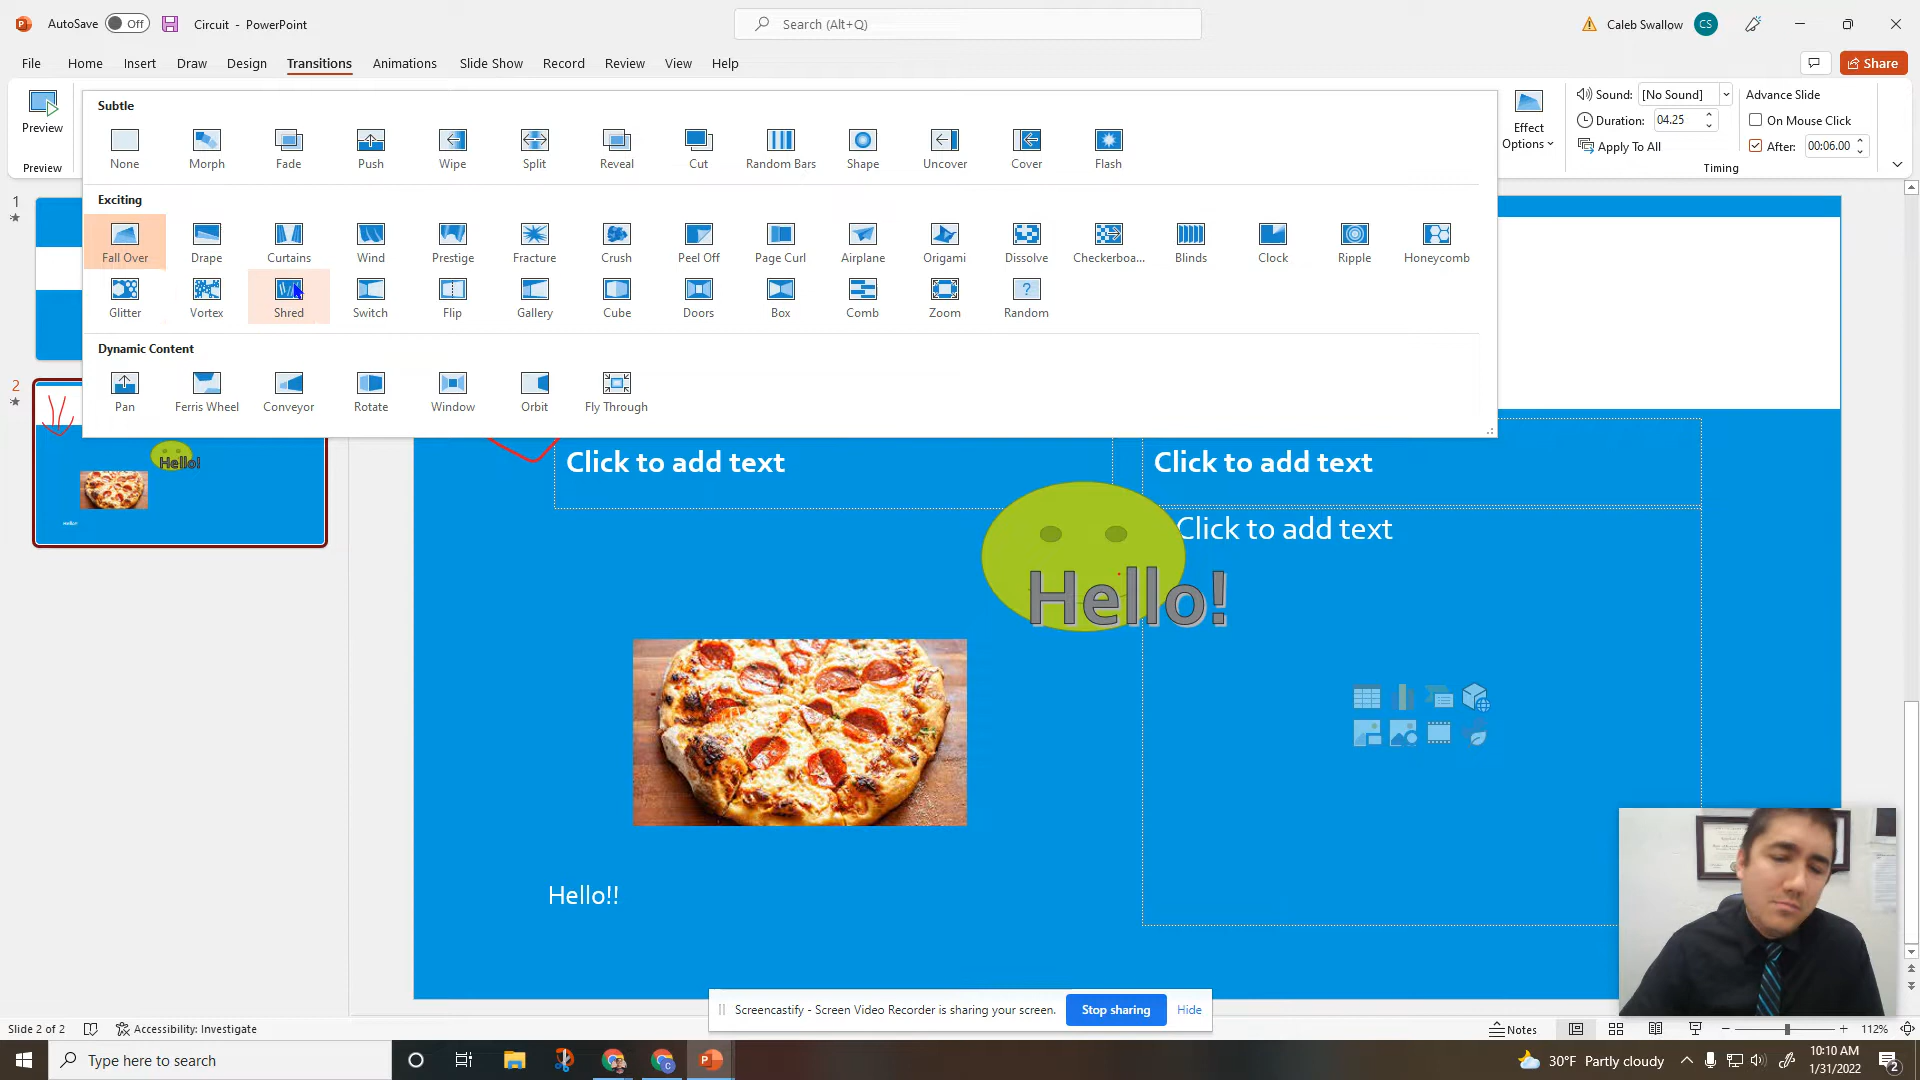 AutoSave Off Circuit - PowerPoint Search (Alt+Q) Caleb Swallow CS
File Home Insert Draw Design Transitions Animations Slide Show Record Review View Help Share
Preview
Preview
Subtle
None Morph Fade Push Wipe Split Reveal Cut Random Bars Shape Uncover Cover Flash
Exciting
Fall Over Drape Curtains Wind Prestige Fracture Crush Peel Off Page Curl Airplane Origami Dissolve Checkerboa... Blinds Clock Ripple Honeycomb
Glitter Vortex Shred Switch Flip Gallery Cube Doors Box Comb Zoom Random
Dynamic Content
Pan Ferris Wheel Conveyor Rotate Window Orbit Fly Through
Effect
Options
Sound: [No Sound] Advance Slide
Duration: 04.25 On Mouse Click
Apply To All After: 00:06.00
Timing
1
2
Hello!
Hello!!
Click to add text Click to add text
Click to add text
Hello!
Hello!!
Screencastify - Screen Video Recorder is sharing your screen. Stop sharing Hide
Slide 2 of 2 Accessibility: Investigate Notes 112%
Type here to search 30°F Partly cloudy 10:10 AM
1/31/2022 2